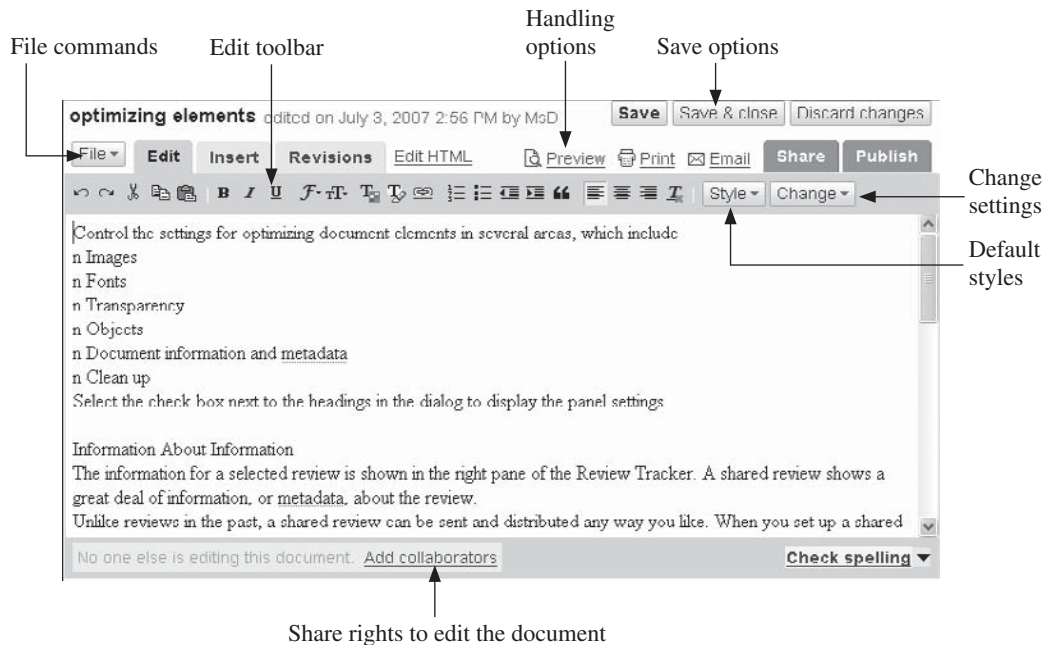 Handling
options
File commands
Edit toolbar
Save options
optimizing elements edited on July 3, 2007 2:56 PM by MsD
Save
Save & close
Discard changes
File
Edit
Insert
Revisions
Edit HTML
Preview
Print
Email
Share
Publish
B I U
Style
Change
Change
settings
Default
styles
Control the settings for optimizing document elements in several areas, which include
n Images
n Fonts
n Transparency
n Objects
n Document information and metadata
n Clean up
Select the check box next to the headings in the dialog to display the panel settings
Information About Information
The information for a selected review is shown in the right pane of the Review Tracker. A shared review shows a
great deal of information, or metadata, about the review.
Unlike reviews in the past, a shared review can be sent and distributed any way you like. When you set up a shared
No one else is editing this document. Add collaborators
Check spelling
Share rights to edit the document